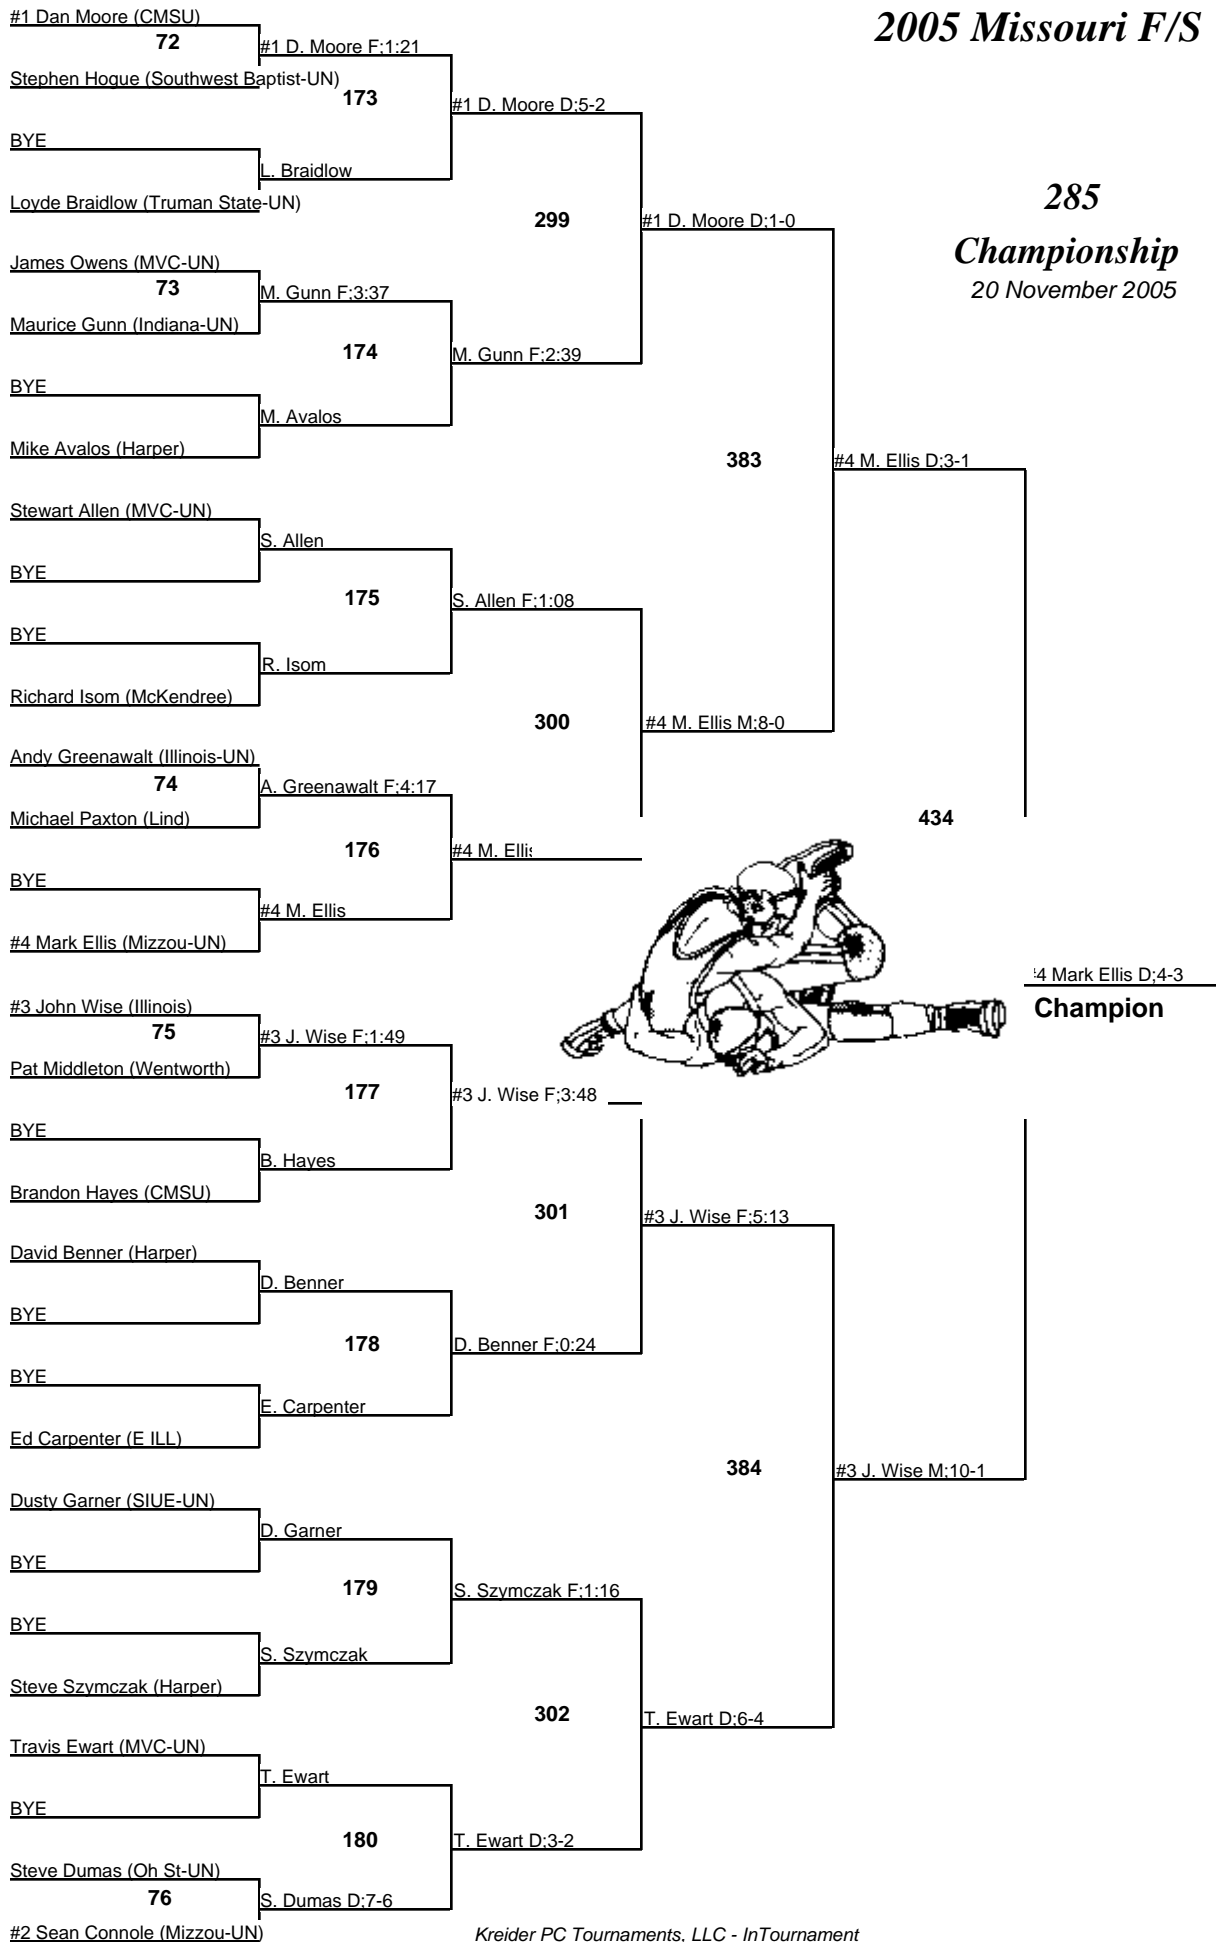 #1 Dan Moore (CMSU)
2005 Missouri F/S
72
#1 D. Moore F;1:21
Stephen Hogue (Southwest Baptist-UN)
173
#1 D. Moore D;5-2
BYE
L. Braidlow
Loyde Braidlow (Truman State-UN)
285
299
#1 D. Moore D;1-0
Championship
James Owens (MVC-UN)
73
M. Gunn F;3:37
20 November 2005
Maurice Gunn (Indiana-UN)
174
M. Gunn F;2:39
BYE
M. Avalos
Mike Avalos (Harper)
383
#4 M. Ellis D;3-1
Stewart Allen (MVC-UN)
S. Allen
BYE
175
S. Allen F;1:08
BYE
R. Isom
Richard Isom (McKendree)
300
#4 M. Ellis M;8-0
Andy Greenawalt (Illinois-UN)
74
A. Greenawalt F;4:17
Michael Paxton (Lind)
434
176
#4 M. Ellis
BYE
#4 M. Ellis
#4 Mark Ellis (Mizzou-UN)
4 Mark Ellis D;4-3
Champion
#3 John Wise (Illinois)
75
#3 J. Wise F;1:49
Pat Middleton (Wentworth)
177
#3 J. Wise F;3:48
BYE
B. Hayes
Brandon Hayes (CMSU)
301
#3 J. Wise F;5:13
David Benner (Harper)
D. Benner
BYE
178
D. Benner F;0:24
BYE
E. Carpenter
Ed Carpenter (E ILL)
384
#3 J. Wise M;10-1
Dusty Garner (SIUE-UN)
D. Garner
BYE
179
S. Szymczak F;1:16
BYE
S. Szymczak
Steve Szymczak (Harper)
302
T. Ewart D;6-4
Travis Ewart (MVC-UN)
T. Ewart
BYE
180
T. Ewart D;3-2
Steve Dumas (Oh St-UN)
76
S. Dumas D;7-6
#2 Sean Connole (Mizzou-UN)
Kreider PC Tournaments, LLC - InTournament